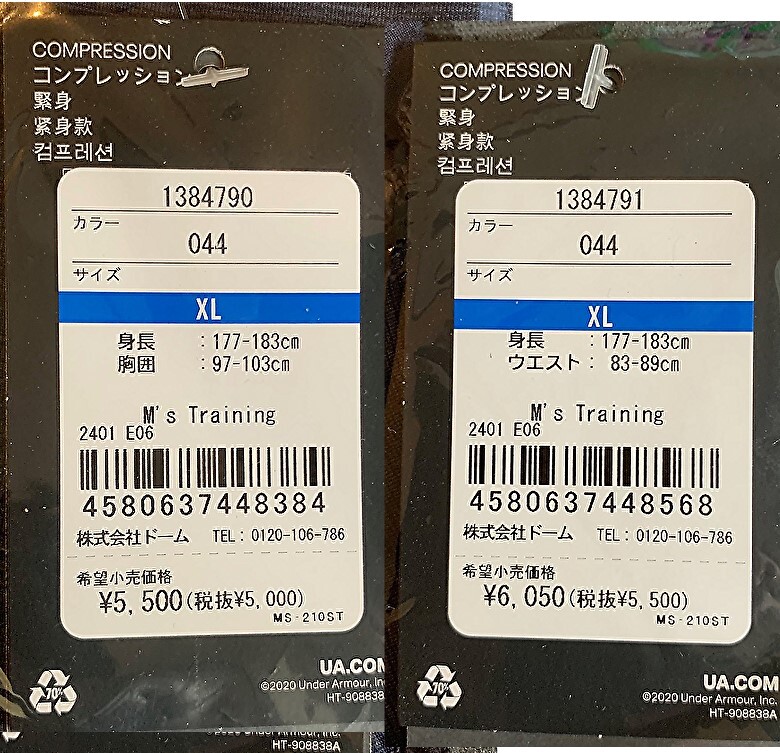 COMPRESSION
コンプレッション
緊身
紧身款
컴프레션
1384790
カラー
044
サイズ
XL
身長 :177-183cm
胸囲 :97-103cm
M's Training
2401 E06
4580637448384
株式会社ドーム TEL: 0120-106-786
希望小売価格
¥5,500(税抜¥5,000)
MS-210ST
70%
UA.COM
©2020 Under Armour, Inc.
HT-908838
HT-908838A
COMPRESSION
コンプレッション
緊身
紧身款
컴프레션
1384791
カラー
044
サイズ
XL
身長 :177-183cm
ウエスト: 83-89cm
M's Training
2401 E06
4580637448568
株式会社ドーム TEL: 0120-106-786
希望小売価格
¥6,050(税抜¥5,500)
MS-210ST
70%
UA.COM
©2020 Under Armour, Inc.
HT-908838A